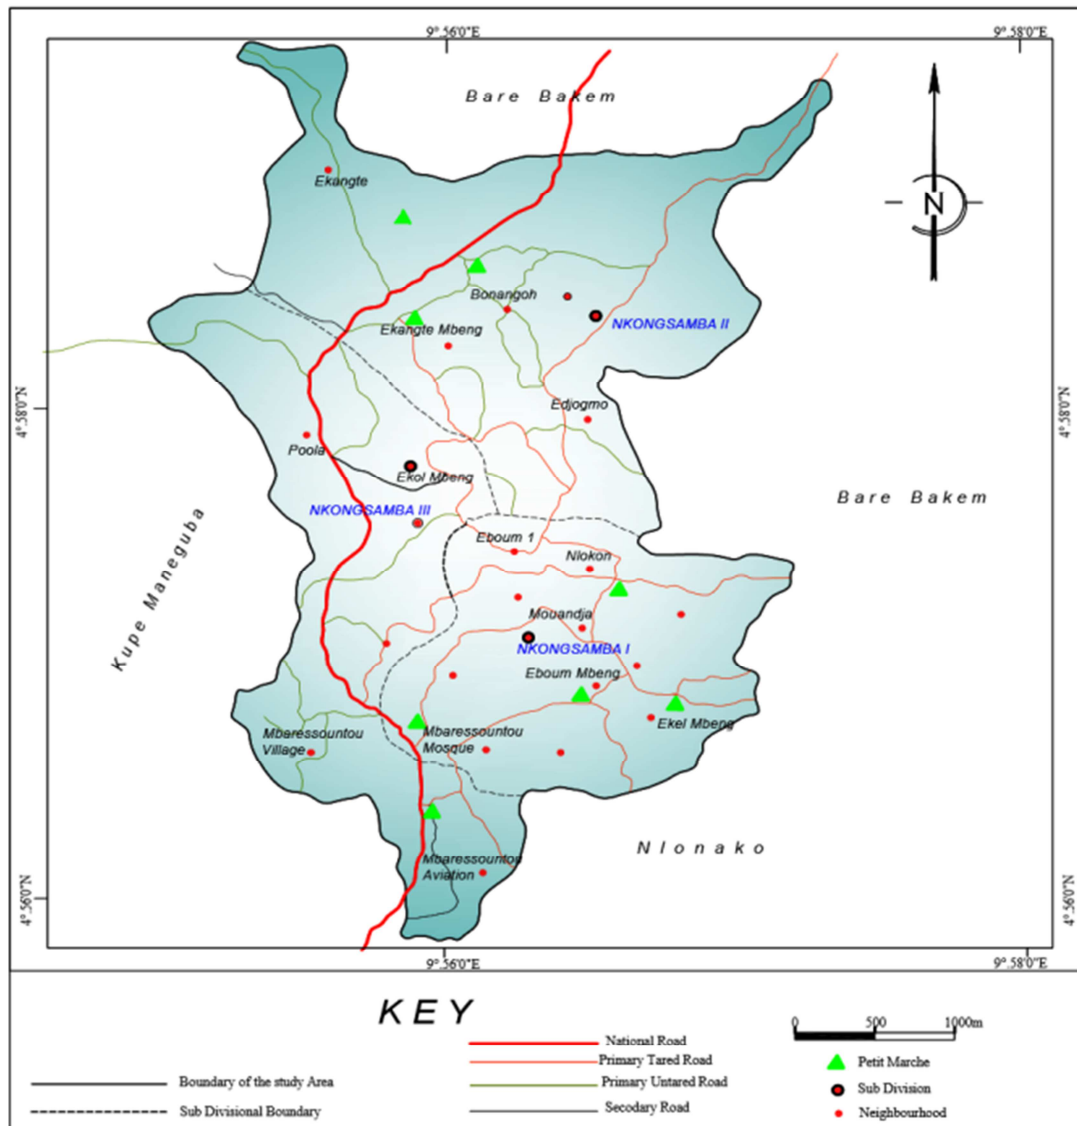 9°.56'0"E
9°.58'0"E
Bare Bakem
Ekangte
N
Bonangoh
NKONGSAMBA II
Ekangte Mbeng
4°.58'0"N
4°.58'0"N
Edjogmo
Poola
Ekol Mbeng
Bare Bakem
NKONGSAMBA III
Kupe Maneguba
Eboum 1
Nlokon
Mouandja
NKONGSAMBA I
Eboum Mbeng
Ekel Mbeng
Mbaressountou
Village
Mbaressountou
Mosque
Nlonako
Mbaressountou
Aviation
4°.56'0"N
4°.56'0"N
9°.56'0"E
9°.58'0"E
KEY
National Road
Primary Tared Road
Primary Untared Road
Secodary Road
Boundary of the study Area
Sub Divisional Boundary
0 500 1000m
Petit Marche
Sub Division
Neighbourhood